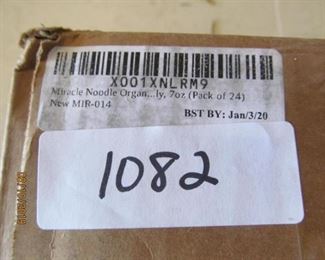 X001XNLRM9
Miracle Noodle Organ...ly, 7oz (Pack of 24)
New MIR-014
BST BY: Jan/3/20
1082